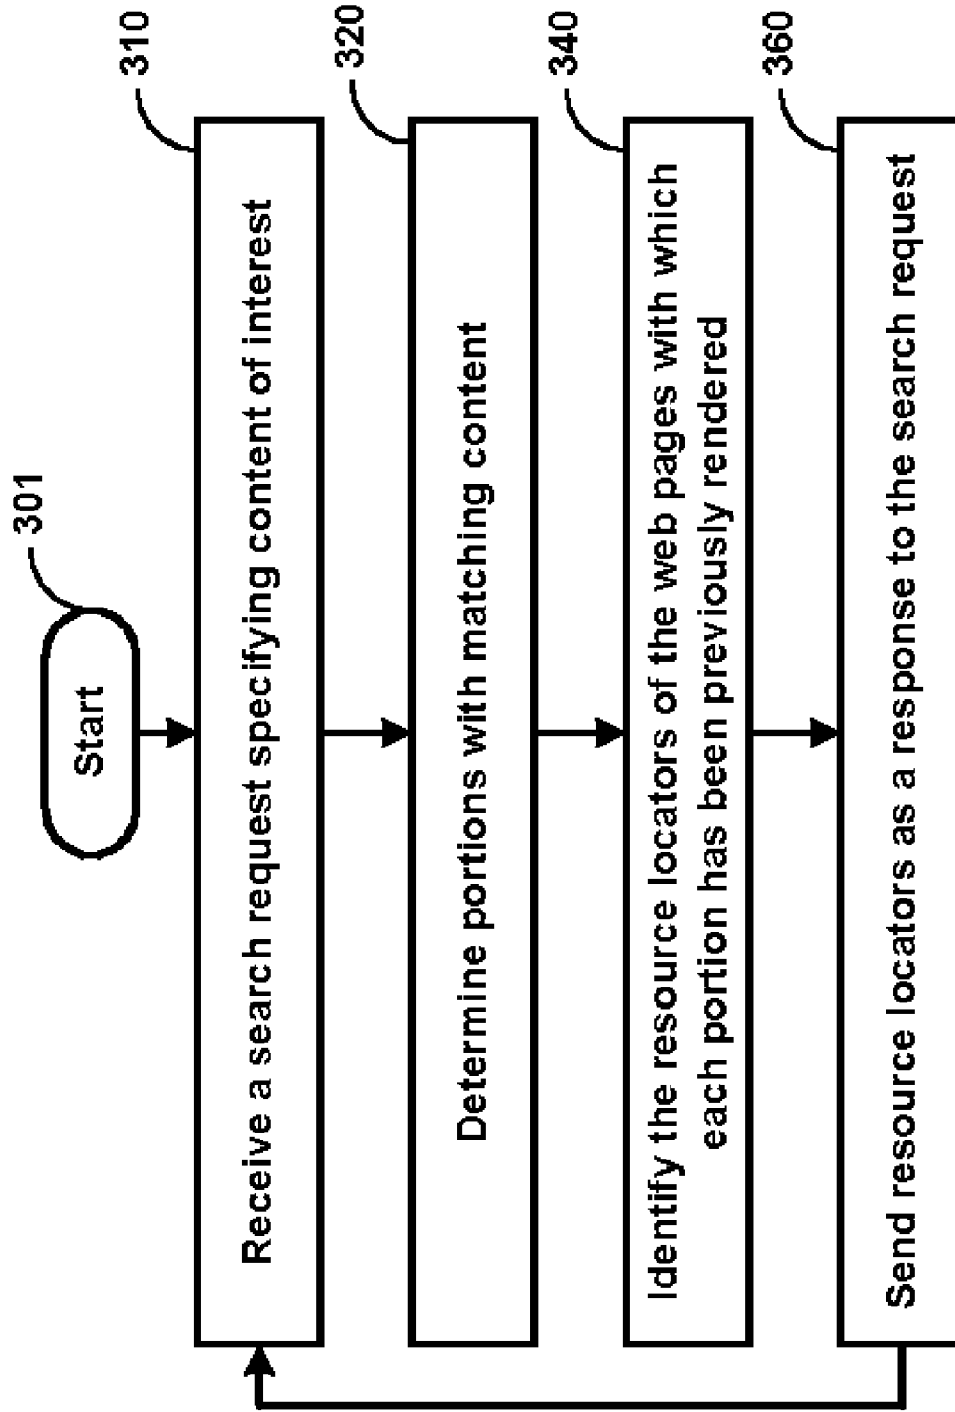 301
Start
310
Receive a search request specifying content of interest
320
Determine portions with matching content
340
Identify the resource locators of the web pages with which
each portion has been previously rendered
360
Send resource locators as a response to the search request